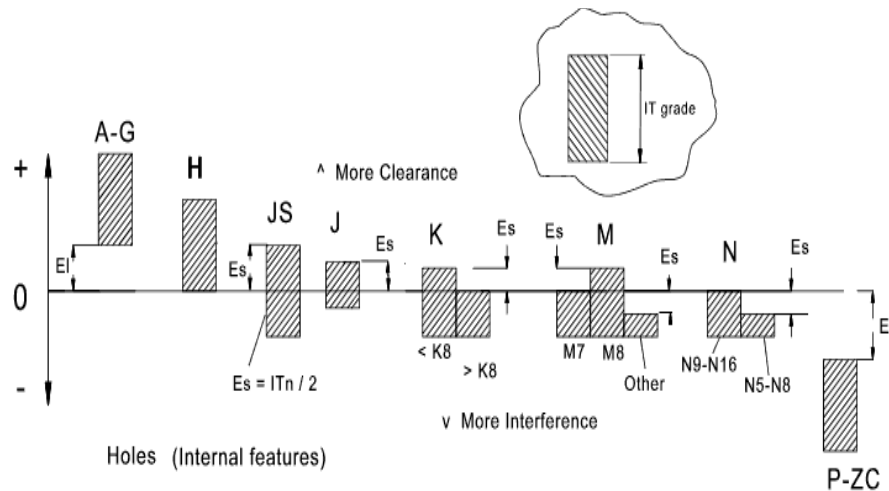 IT grade
A-G
+
H
^ More Clearance
JS
J
K
Es
Es
M
N
Es
Es
Es
Es
EI
0
-
Es = ITn / 2
< K8
> K8
M7
M8
Other
N9-N16
N5-N8
E
v More Interference
Holes (Internal features)
P-ZC